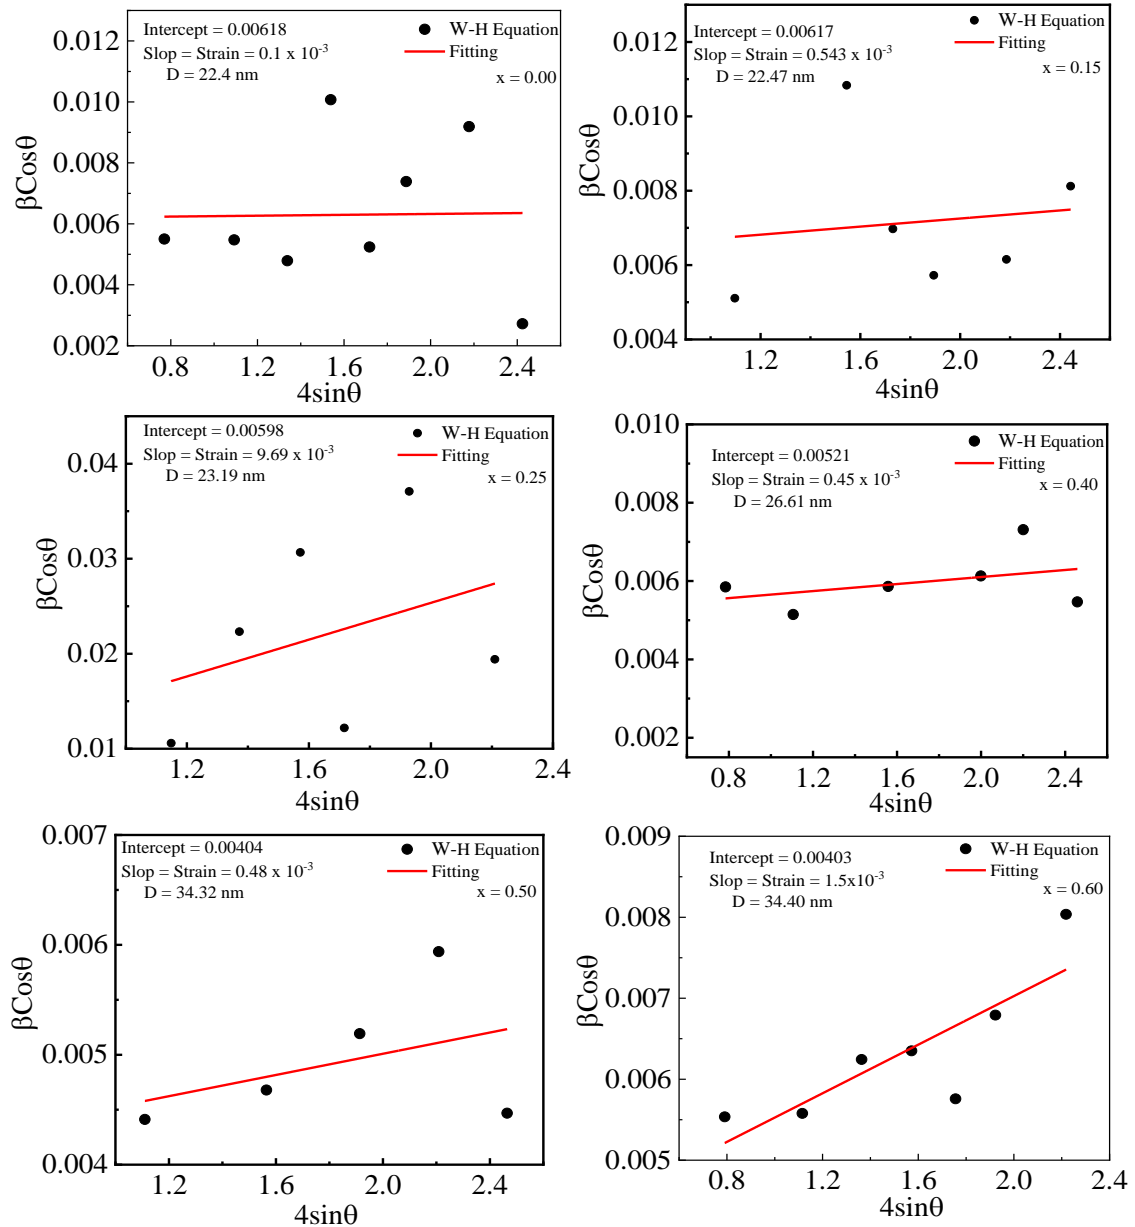 Intercept = 0.00618
Slop = Strain = 0.1 x 10-3
D = 22.4 nm
W-H Equation
Fitting
x = 0.00
0.012
0.010
0.008
0.006
0.004
0.002
βCosθ
0.8 1.2 1.6 2.0 2.4
4sinθ
Intercept = 0.00617
Slop = Strain = 0.543 x 10-3
D = 22.47 nm
W-H Equation
Fitting
x = 0.15
0.012
0.010
0.008
0.006
0.004
βCosθ
1.2 1.6 2.0 2.4
4sinθ
Intercept = 0.00598
Slop = Strain = 9.69 x 10-3
D = 23.19 nm
W-H Equation
Fitting
x = 0.25
0.04
0.03
0.02
0.01
βCosθ
1.2 1.6 2.0 2.4
4sinθ
Intercept = 0.00521
Slop = Strain = 0.45 x 10-3
D = 26.61 nm
W-H Equation
Fitting
x = 0.40
0.010
0.008
0.006
0.004
0.002
βCosθ
0.8 1.2 1.6 2.0 2.4
4sinθ
Intercept = 0.00404
Slop = Strain = 0.48 x 10-3
D = 34.32 nm
W-H Equation
Fitting
x = 0.50
0.007
0.006
0.005
0.004
βCosθ
1.2 1.6 2.0 2.4
4sinθ
Intercept = 0.00403
Slop = Strain = 1.5x10-3
D = 34.40 nm
W-H Equation
Fitting
x = 0.60
0.009
0.008
0.007
0.006
0.005
βCosθ
0.8 1.2 1.6 2.0 2.4
4sinθ